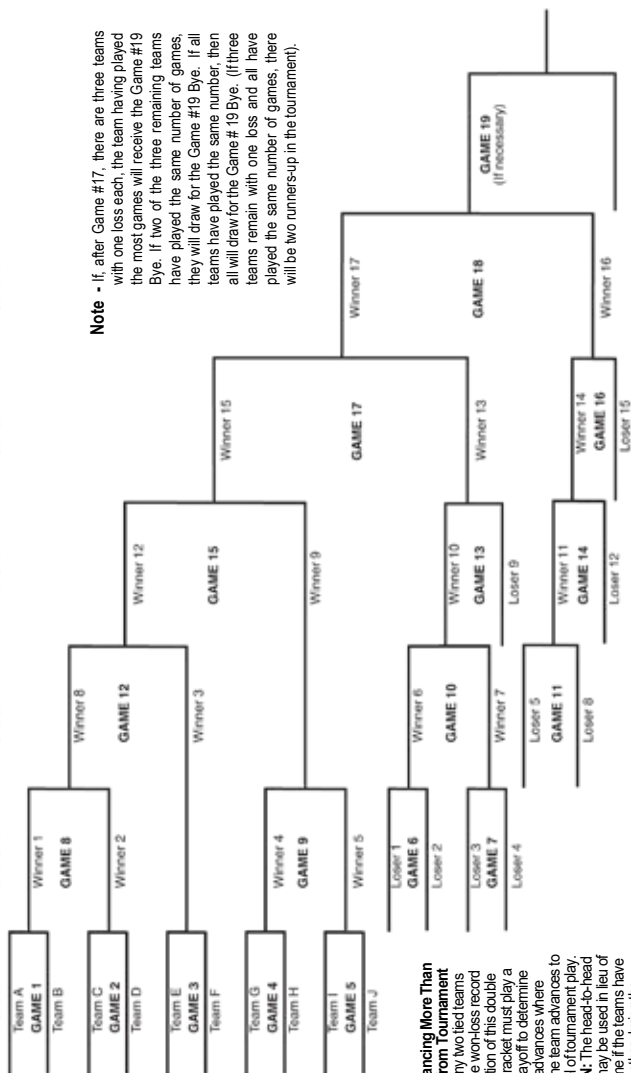 Team A
GAME 1
Team B
Team C
GAME 2
Team D
Team E
GAME 3
Team F
Team G
GAME 4
Team H
Team I
GAME 5
Team J
Winner 1
GAME 8
Winner 2
Winner 4
GAME 9
Winner 5
Loser 1
GAME 6
Loser 2
Loser 3
GAME 7
Loser 4
Winner 8
GAME 12
Winner 3
Winner 6
GAME 10
Winner 7
Loser 5
GAME 11
Loser 8
Winner 12
GAME 15
Winner 9
Winner 10
GAME 13
Loser 9
Winner 11
GAME 14
Loser 12
Winner 15
GAME 17
Winner 13
Winner 14
GAME 16
Loser 15
Winner 17
GAME 18
Winner 16
GAME 19
(If necessary)
Note - If, after Game #17, there are three teams
with one loss each, the team having played
the most games will receive the Game #19
Bye. If two of the three remaining teams
have played the same number of games,
they will draw for the Game #19 Bye. If all
teams have played the same number, then
all will draw for the Game # 19 Bye. (If three
teams remain with one loss and all have
played the same number of games, there
will be two runners-up in the tournament).
ancing More Than
rom Tournament
ny two tied teams
e won-loss record
tion of this double
racket must play a
ayoff to determine
advances where
ne team advances to
l of tournament play.
N: The head-to-head
may be used in lieu of
ne if the teams have